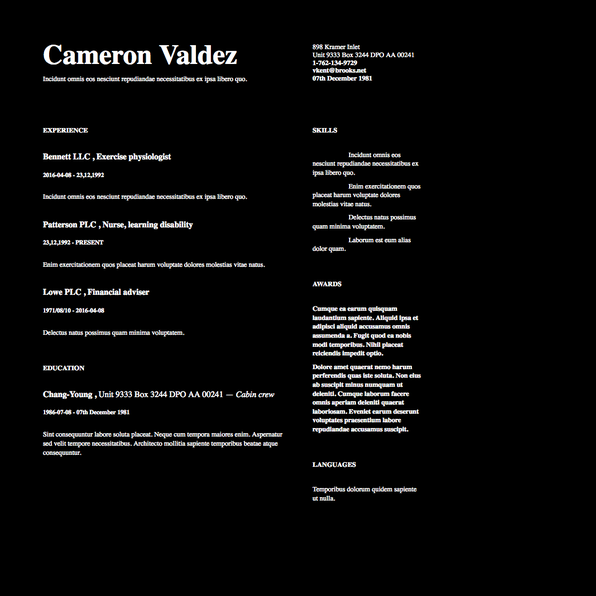 Cameron Valdez
Incidunt omnis eos nesciunt repudiandae necessitatibus ex ipsa libero quo.
898 Kramer Inlet
Unit 9333 Box 3244 DPO AA 00241
1-762-134-9729
vkent@brooks.net
07th December 1981
EXPERIENCE
Bennett LLC , Exercise physiologist
2016-04-08 - 23,12,1992
Incidunt omnis eos nesciunt repudiandae necessitatibus ex ipsa libero quo.
Patterson PLC , Nurse, learning disability
23,12,1992 - PRESENT
Enim exercitationem quos placeat harum voluptate dolores molestias vitae natus.
Lowe PLC , Financial adviser
1971/08/10 - 2016-04-08
Delectus natus possimus quam minima voluptatem.
EDUCATION
Chang-Young , Unit 9333 Box 3244 DPO AA 00241 — Cabin crew
1986-07-08 - 07th December 1981
Sint consequuntur labore soluta placeat. Neque cum tempora maiores enim. Aspernatur
sed velit tempore necessitatibus. Architecto mollitia sapiente temporibus beatae atque
consequuntur.
SKILLS
Incidunt omnis eos
nesciunt repudiandae necessitatibus ex
ipsa libero quo.
Enim exercitationem quos
placeat harum voluptate dolores
molestias vitae natus.
Delectus natus possimus
quam minima voluptatem.
Laborum est eum alias
dolor quam.
AWARDS
Cumque ea earum quisquam
laudantium sapiente. Aliquid ipsa et
adipisci aliquid accusamus omnis
assumenda a. Fugit quod ea nobis
modi temporibus. Nihil placeat
reiciendis impedit optio.
Dolore amet quaerat nemo harum
perferendis quas iste soluta. Non eius
ab suscipit minus numquam ut
deleniti. Cumque laborum facere
omnis aperiam deleniti quaerat
laboriosam. Eveniet earum deserunt
voluptates praesentium labore
repudiandae accusamus suscipit.
LANGUAGES
Temporibus dolorum quidem sapiente
ut nulla.